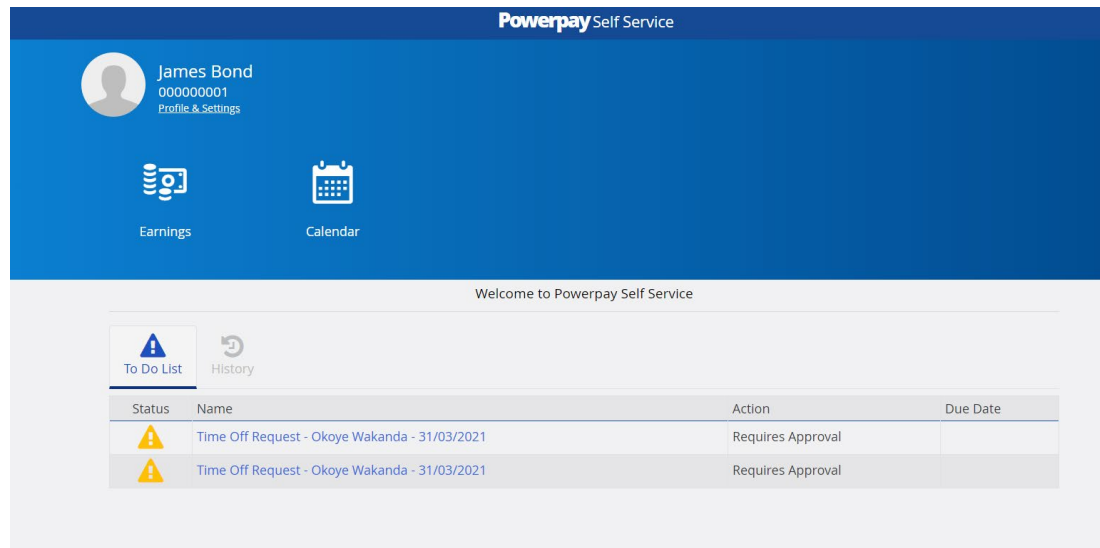 Powerpay Self Service
James Bond
000000001
Profile & Settings
Earnings Calendar
Welcome to Powerpay Self Service
To Do List History
Status Name Action Due Date
Time Off Request - Okoye Wakanda - 31/03/2021 Requires Approval
Time Off Request - Okoye Wakanda - 31/03/2021 Requires Approval